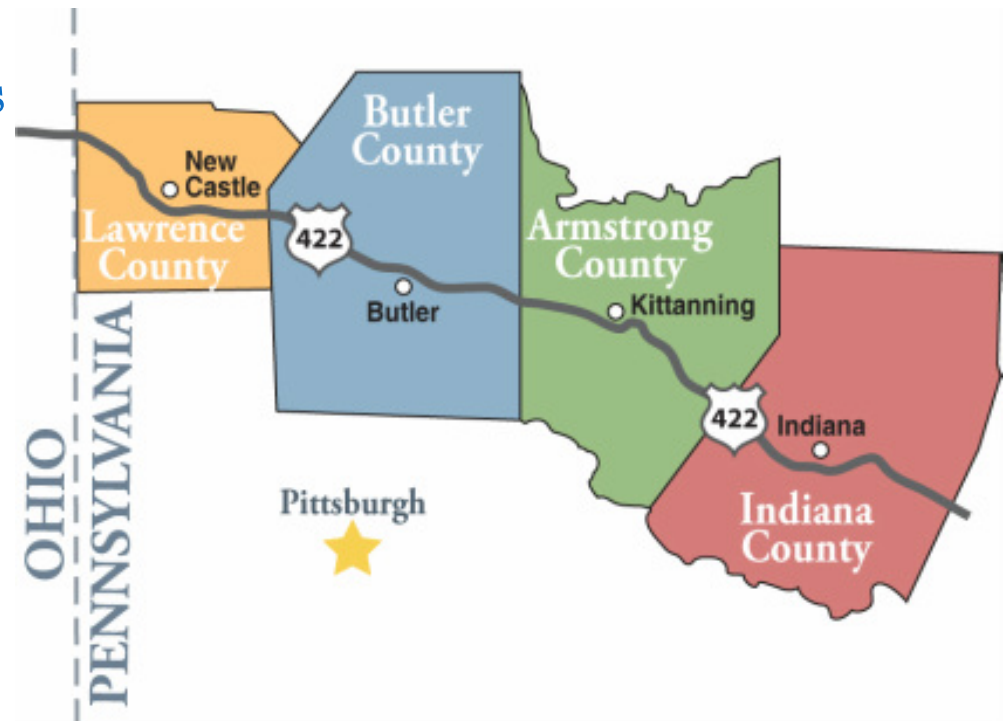 s
Butler
County
New
Castle
Lawrence
County
422
Butler
Armstrong
County
Kittanning
422
Indiana
Indiana
County
Pittsburgh
OHIO
PENNSYLVANIA